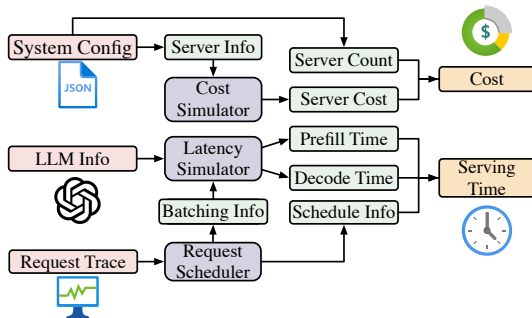 System Config
Server Info
Server Count
$
JSON
Cost
Simulator
Server Cost
Cost
LLM Info
Latency
Simulator
Prefill Time
Decode Time
Serving
Time
Batching Info
Schedule Info
Request Trace
Request
Scheduler